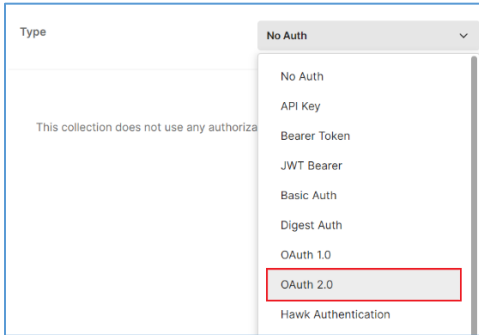 Type
No Auth
No Auth
API Key
This collection does not use any authoriza
Bearer Token
JWT Bearer
Basic Auth
Digest Auth
OAuth 1.0
OAuth 2.0
Hawk Authentication